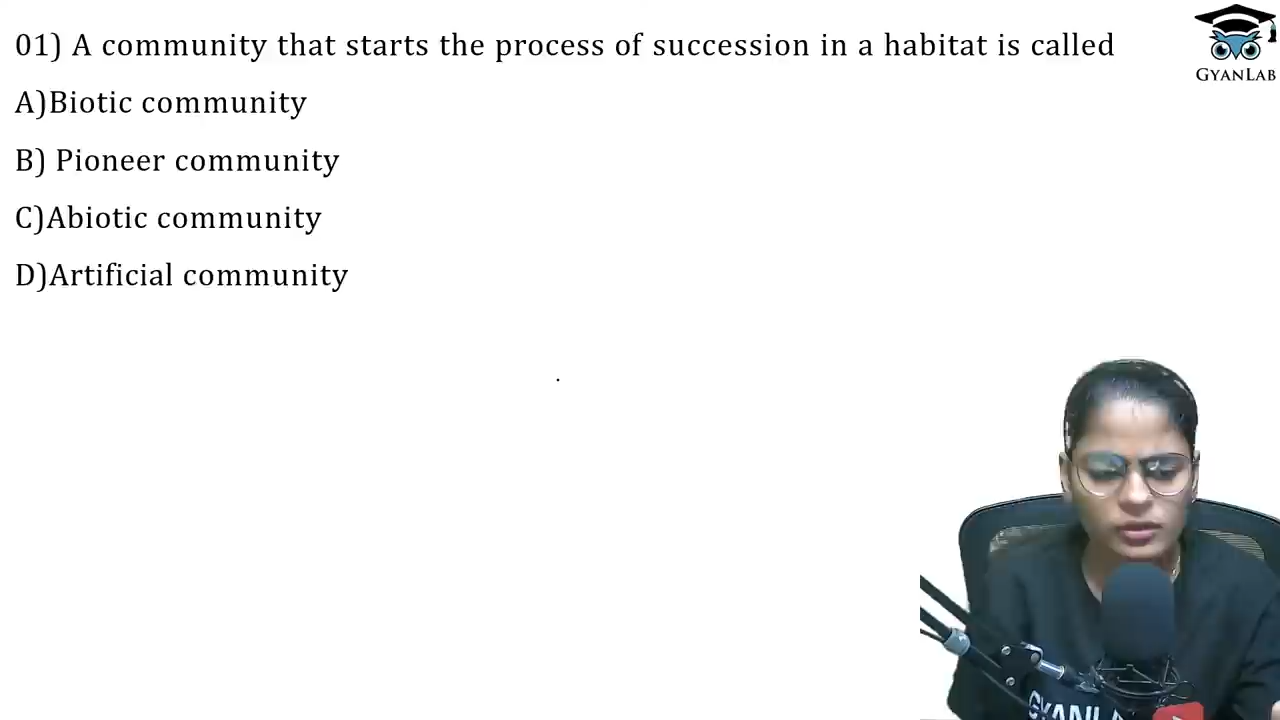 01) A community that starts the process of succession in a habitat is called
A)Biotic community
B) Pioneer community
C)Abiotic community
D)Artificial community
GYANLAB